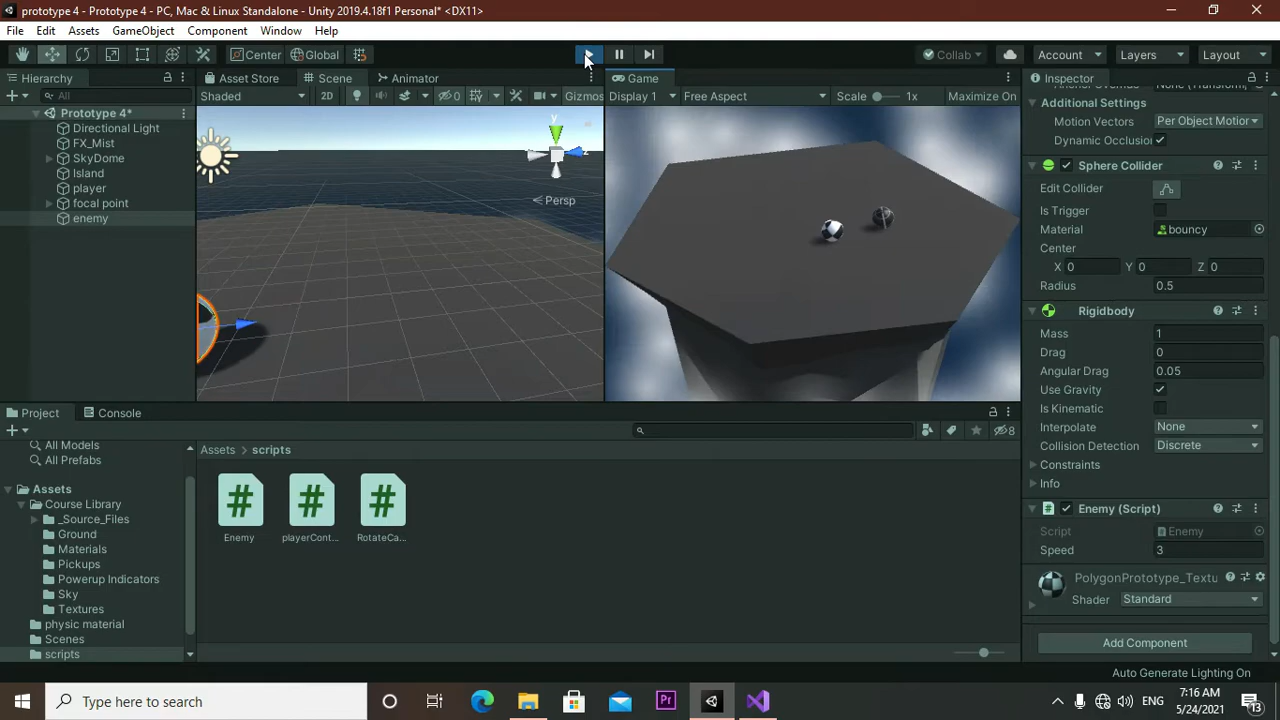 prototype 4 - PC, Mac & Linux Standalone - Unity 2019.4.18f1 Personal* <DX11>
File Edit Assets GameObject Component Window Help
Center Global Collab Account Layers Layout
Hierarchy Asset Store Scene Animator Game Inspector
All Shaded 2D 0 Gizmos Display 1 Free Aspect Scale 1x Maximize On
Prototype 4*
Directional Light
FX_Mist
SkyDome
Island
player
focal point
enemy
y
z
Persp
Additional Settings
Motion Vectors Per Object Motion
Dynamic Occlusion
Sphere Collider
Edit Collider
Is Trigger
Material bouncy
Center
X 0 Y 0 Z 0
Radius 0.5
Rigidbody
Mass 1
Drag 0
Angular Drag 0.05
Use Gravity
Is Kinematic
Interpolate None
Collision Detection Discrete
Constraints
Info
Enemy (Script)
Script Enemy
Speed 3
PolygonPrototype_Textu
Shader Standard
Add Component
Auto Generate Lighting On
Project Console
8
All Models
All Prefabs
Assets
Course Library
_Source_Files
Ground
Materials
Pickups
Powerup Indicators
Sky
Textures
physic material
Scenes
scripts
Assets scripts
# # #
Enemy playerCont... RotateCa...
Type here to search
Pr
ENG
7:16 AM
5/24/2021
13